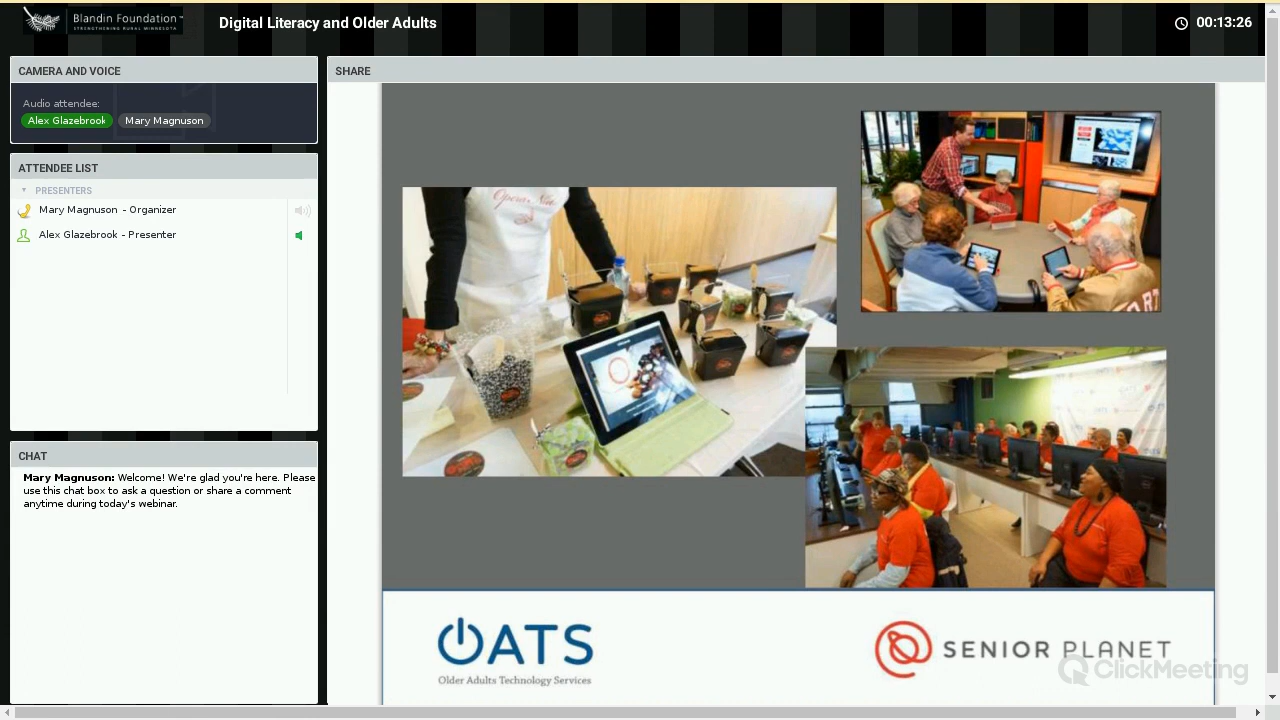 Blandin Foundation™
STRENGTHENING RURAL MINNESOTA
Digital Literacy and Older Adults
00:13:26
CAMERA AND VOICE
Audio attendee:
Alex Glazebrook
Mary Magnuson
ATTENDEE LIST
PRESENTERS
Mary Magnuson - Organizer
Alex Glazebrook - Presenter
CHAT
Mary Magnuson: Welcome! We're glad you're here. Please
use this chat box to ask a question or share a comment
anytime during today's webinar.
SHARE
OATS
OATS
Older Adults Technology Services
SENIOR PLANET
ClickMeeting